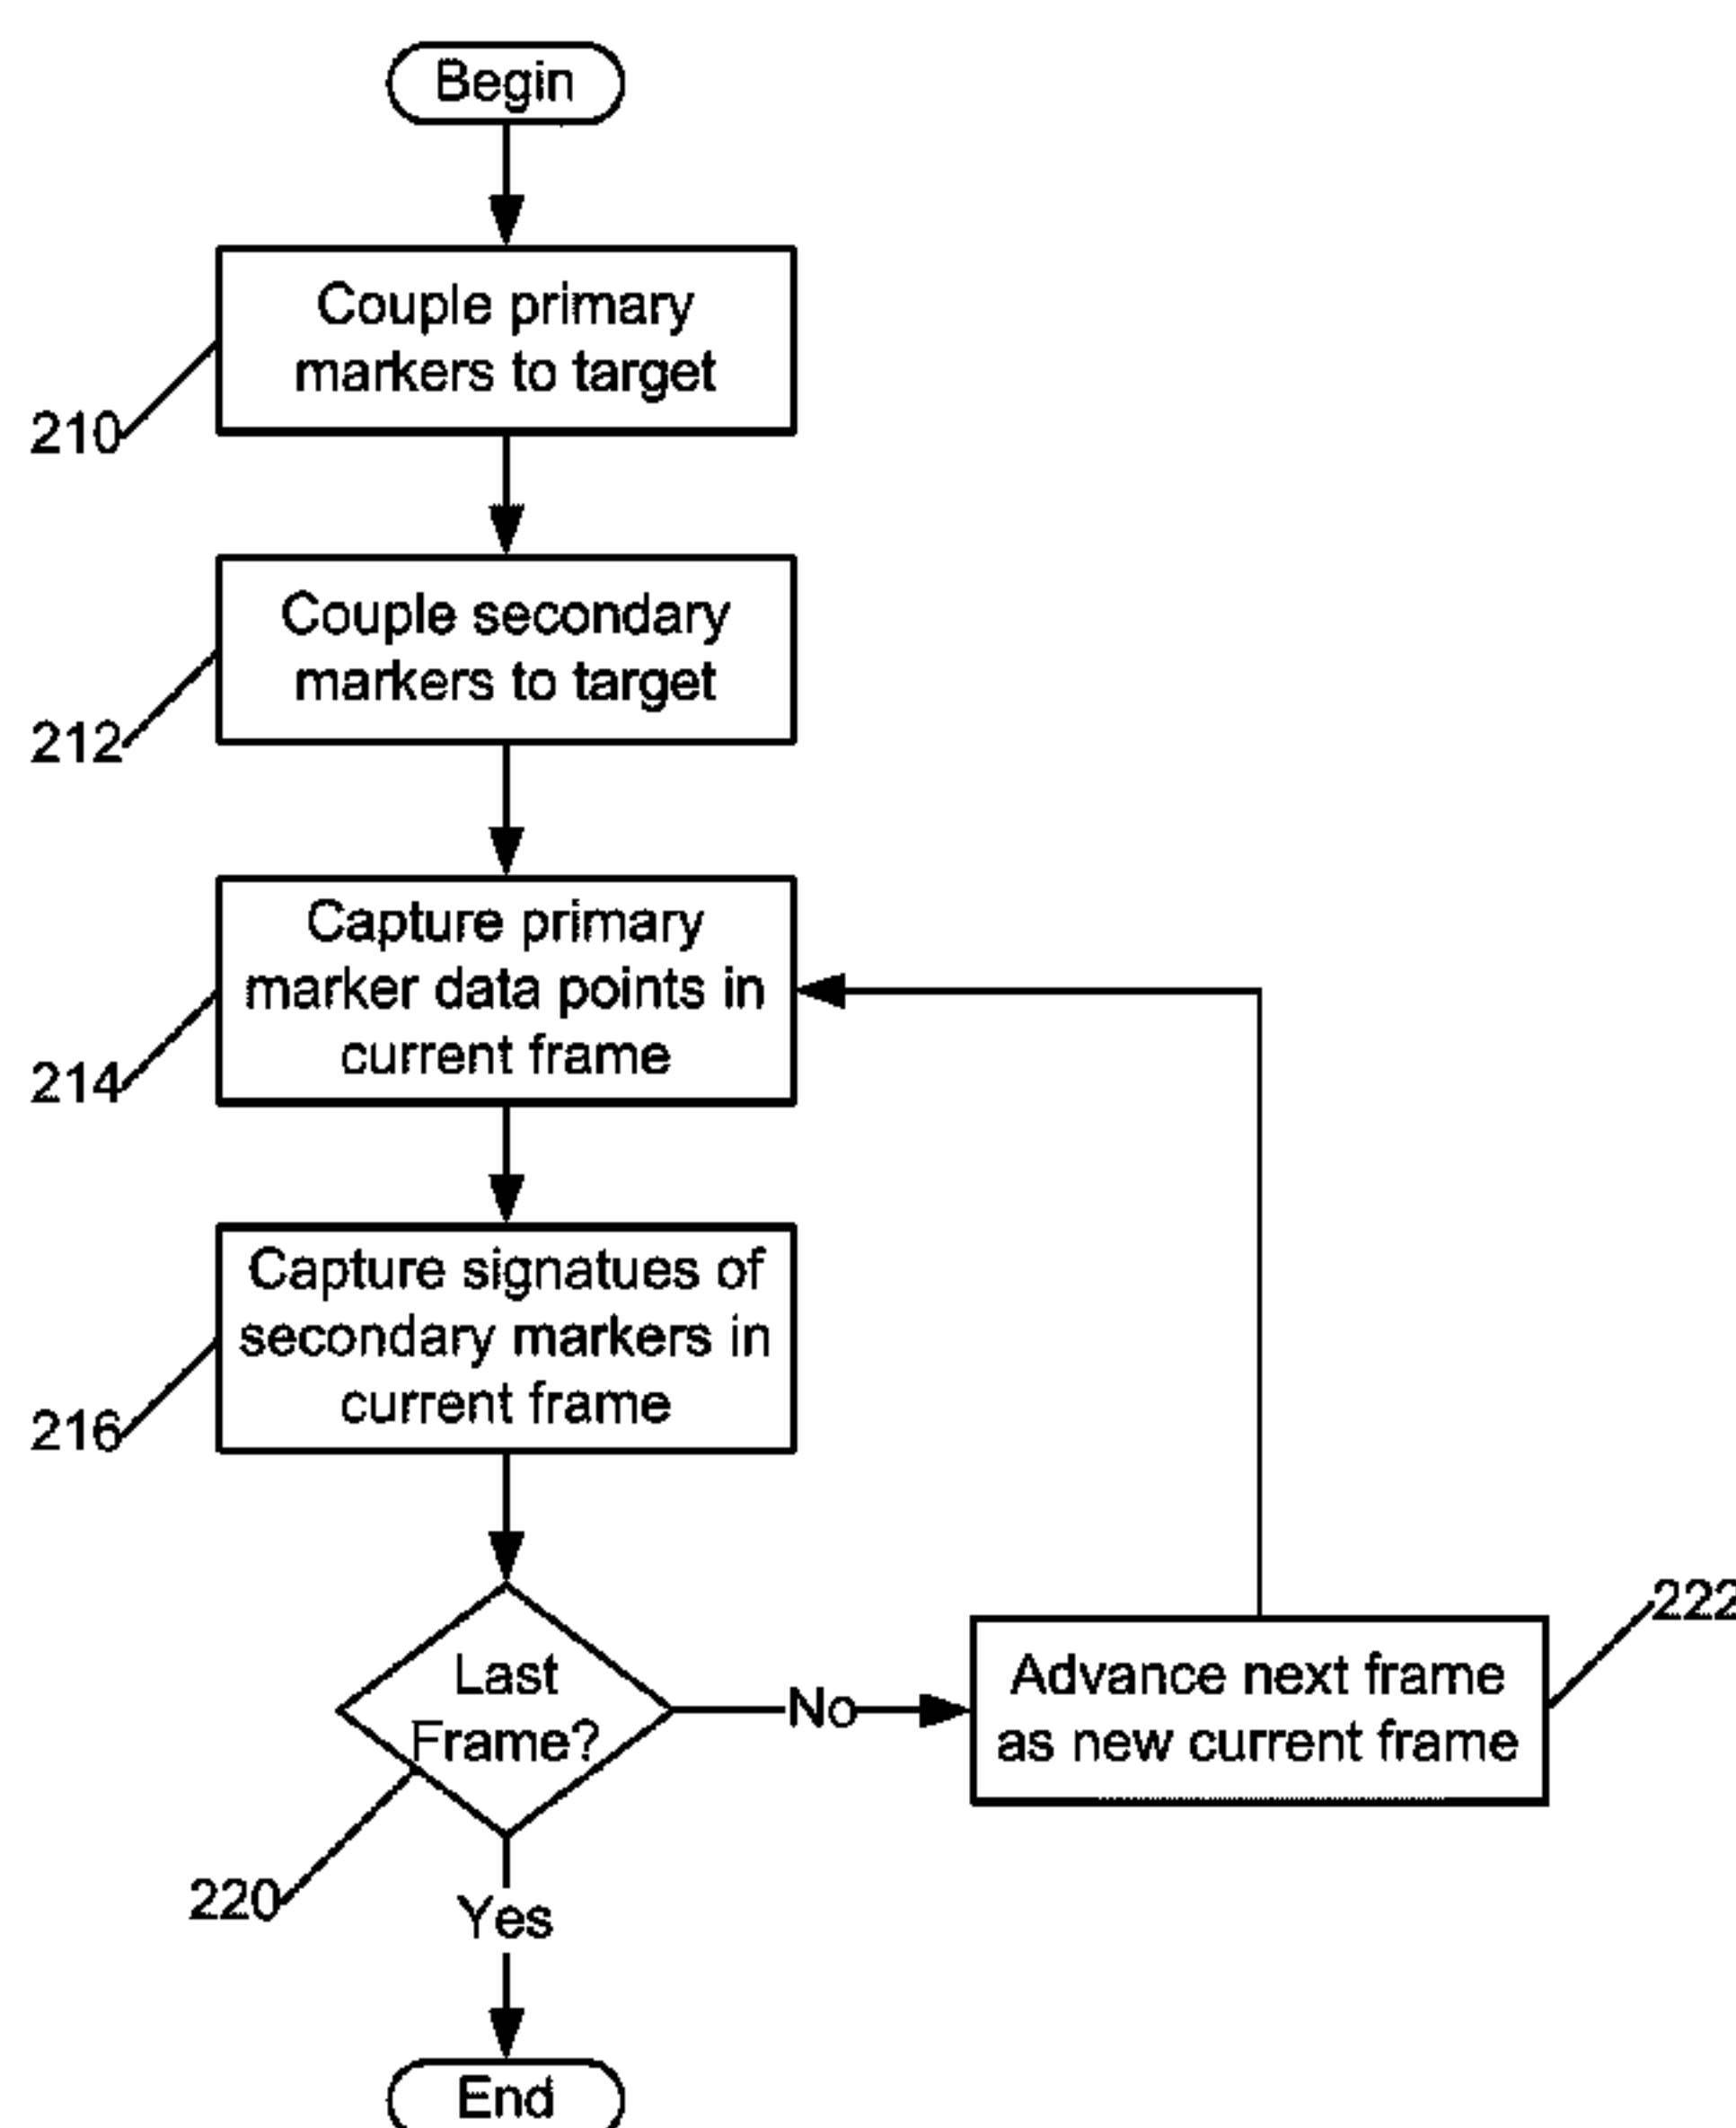 Begin
Couple primary
markers to target
210
Couple secondary
markers to target
212
Capture primary
marker data points in
current frame
214
Capture signatues of
secondary markers in
current frame
216
Last
Frame?
220
No
Advance next frame
as new current frame
222
Yes
End